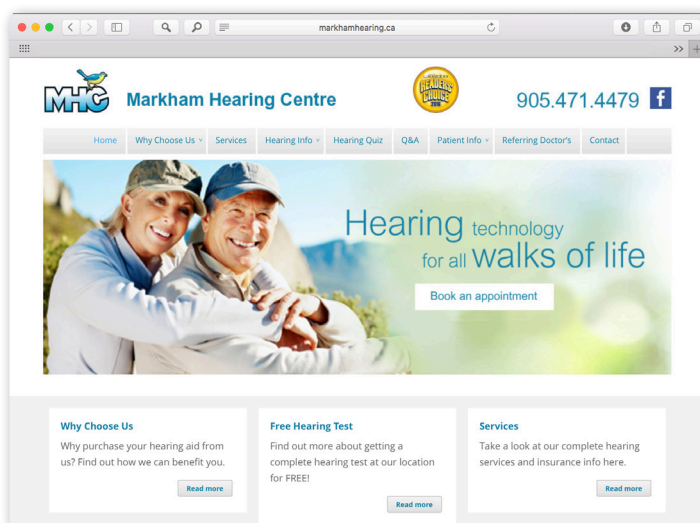 markhamhearing.ca
MHC
Markham Hearing Centre
READERS
CHOICE
905.471.4479
f
Home Why Choose Us Services Hearing Info Hearing Quiz Q&A Patient Info Referring Doctor's Contact
Hearing technology
for all walks of life
Book an appointment
Why Choose Us
Why purchase your hearing aid from
us? Find out how we can benefit you.
Read more
Free Hearing Test
Find out more about getting a
complete hearing test at our location
for FREE!
Read more
Services
Take a look at our complete hearing
services and insurance info here.
Read more